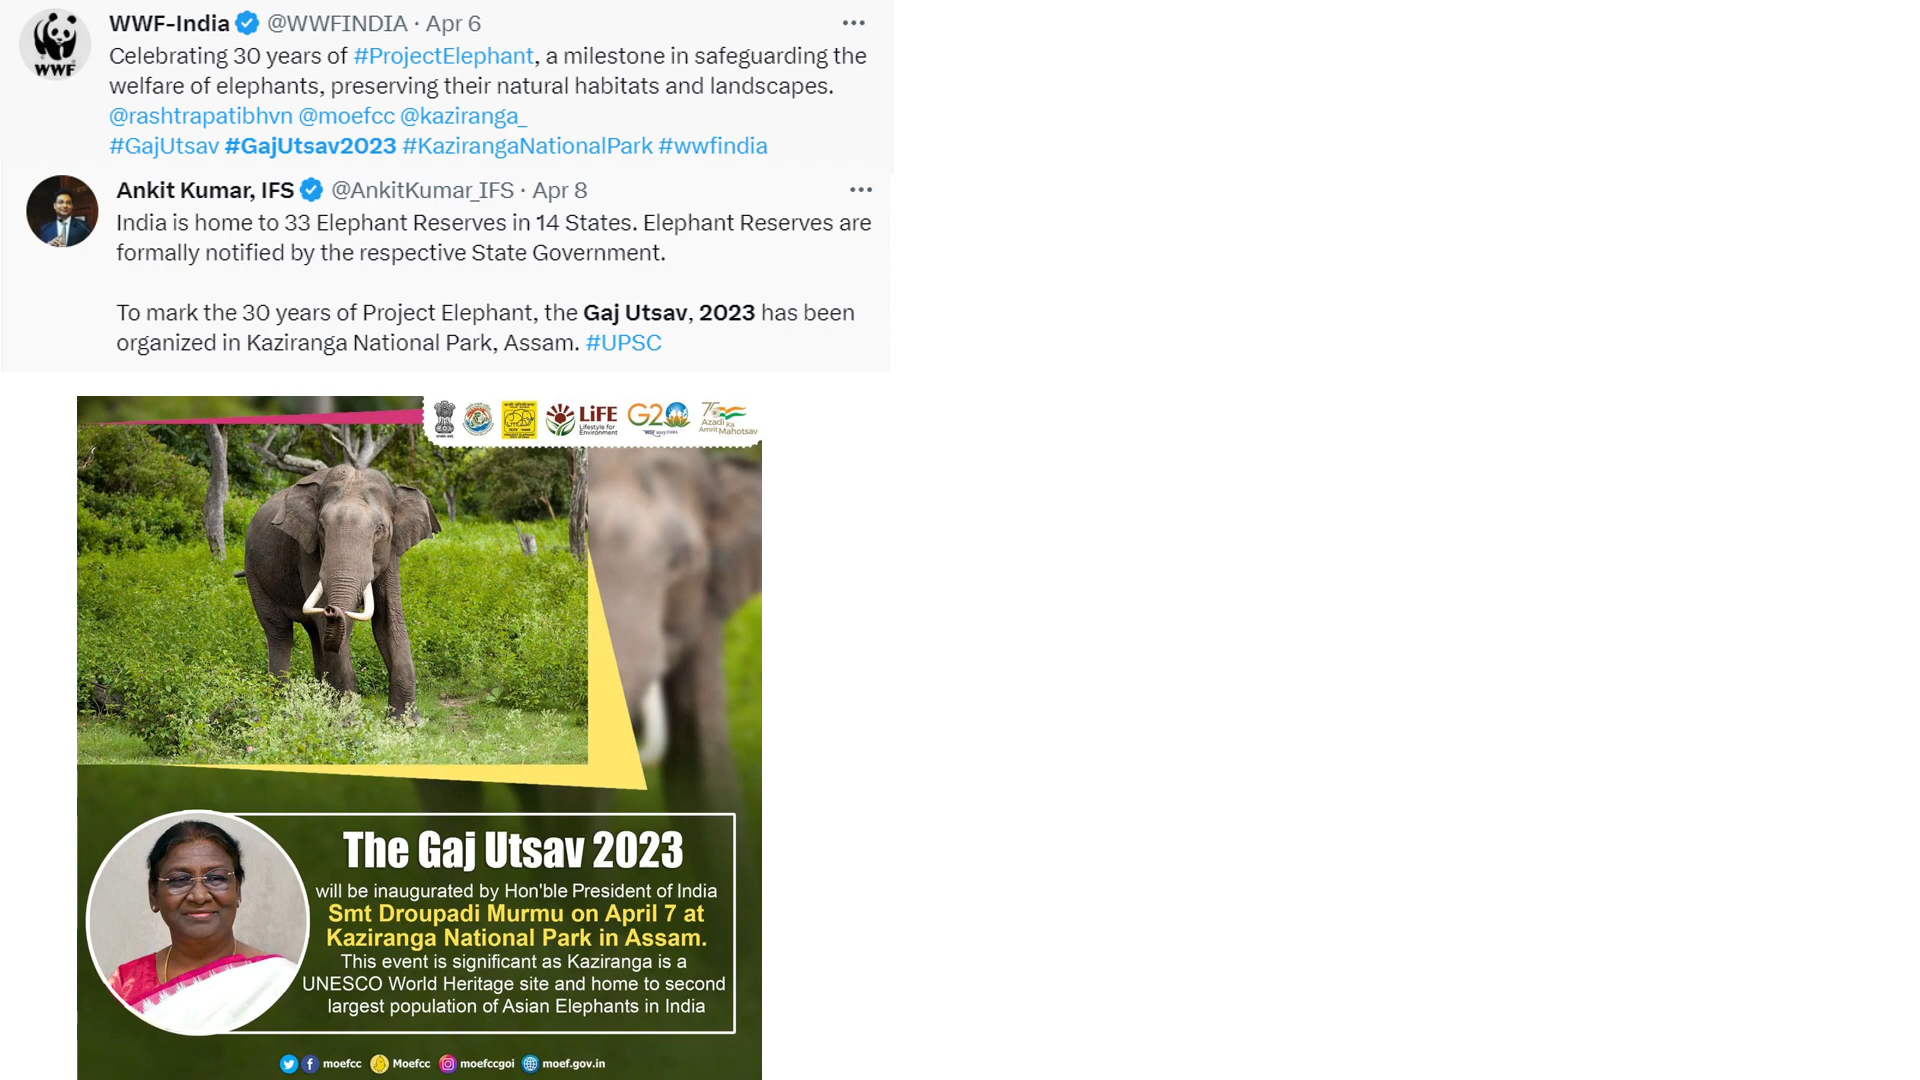 WWF-India @WWFINDIA · Apr 6
Celebrating 30 years of #ProjectElephant, a milestone in safeguarding the
welfare of elephants, preserving their natural habitats and landscapes.
@rashtrapatibhvn @moefcc @kaziranga_
#GajUtsav #GajUtsav2023 #KazirangaNationalPark #wwfindia
WWF
Ankit Kumar, IFS @AnkitKumar_IFS · Apr 8
India is home to 33 Elephant Reserves in 14 States. Elephant Reserves are
formally notified by the respective State Government.
To mark the 30 years of Project Elephant, the Gaj Utsav, 2023 has been
organized in Kaziranga National Park, Assam. #UPSC
LiFE
Lifestyle for
Environment
G20
75
Azadi Ka
Amrit Mahotsav
The Gaj Utsav 2023
will be inaugurated by Hon'ble President of India
Smt Droupadi Murmu on April 7 at
Kaziranga National Park in Assam.
This event is significant as Kaziranga is a
UNESCO World Heritage site and home to second
largest population of Asian Elephants in India
moefcc Moefcc moefccgoi moef.gov.in